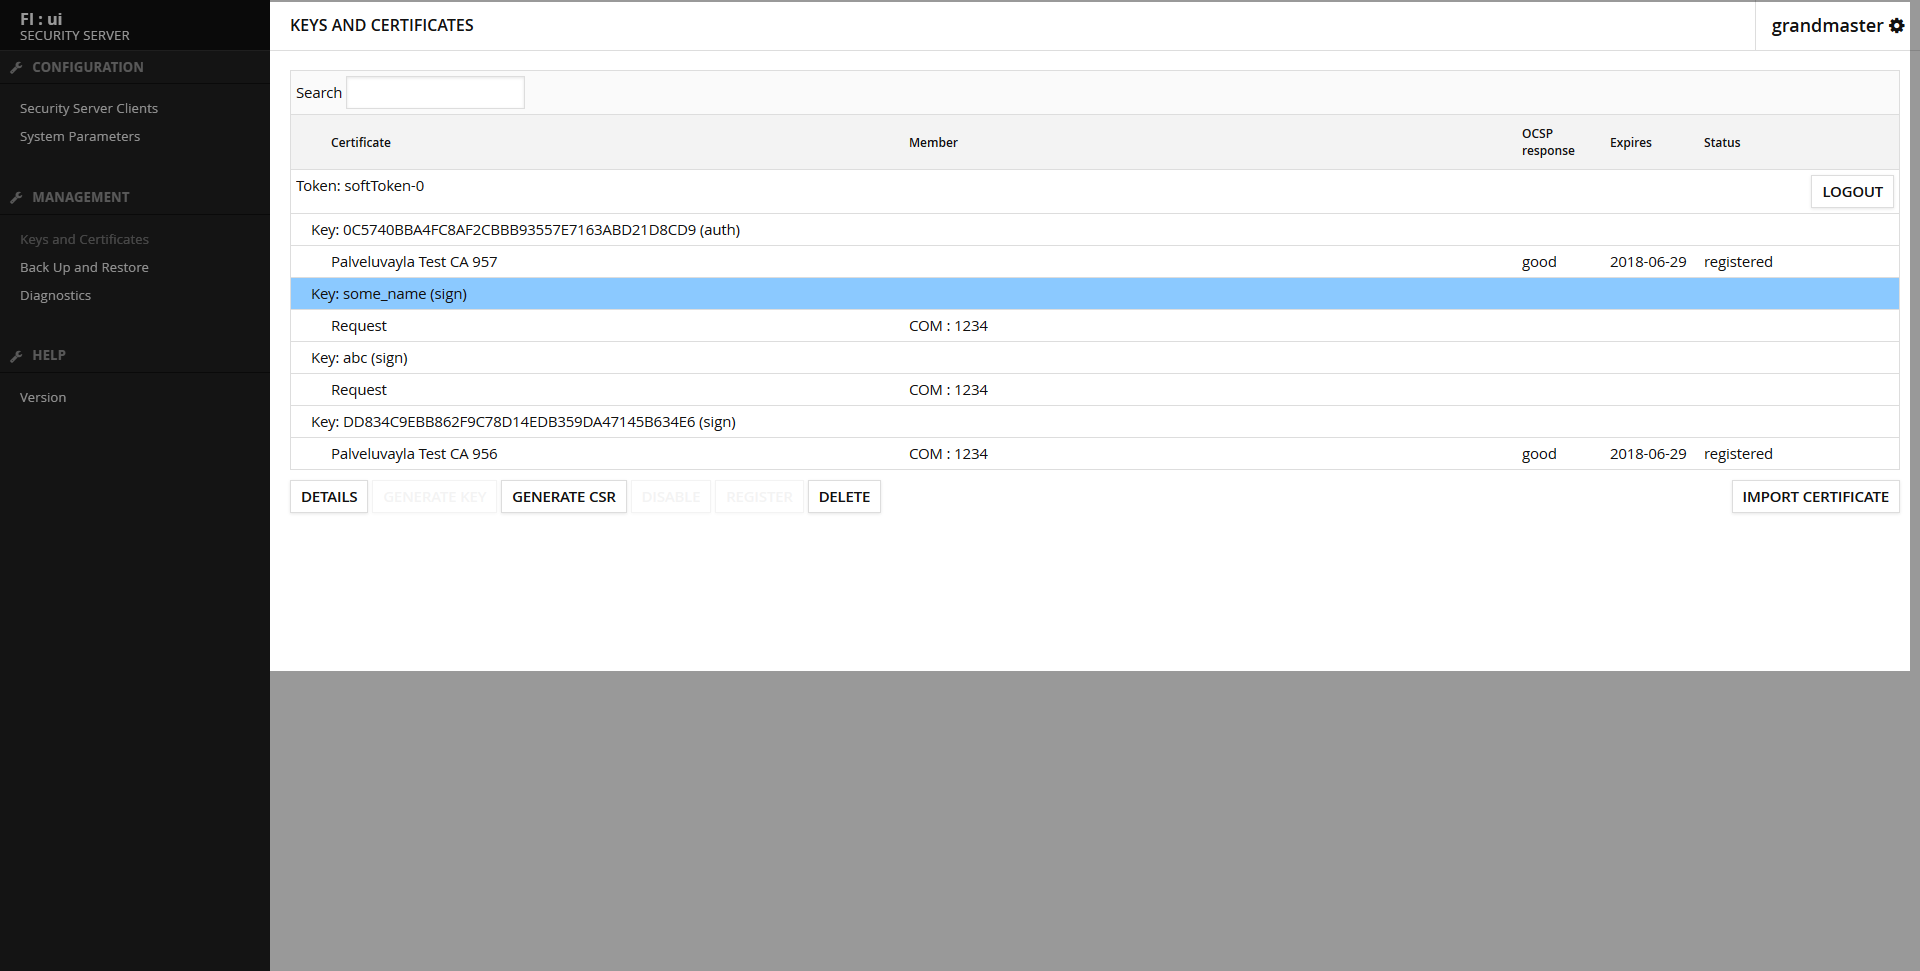 FI : ui
SECURITY SERVER
CONFIGURATION
Security Server Clients
System Parameters
MANAGEMENT
Keys and Certificates
Back Up and Restore
Diagnostics
HELP
Version
KEYS AND CERTIFICATES
grandmaster
Search
Certificate Member OCSP response Expires Status
Token: softToken-0 LOGOUT
Key: 0C5740BBA4FC8AF2CBBB93557E7163ABD21D8CD9 (auth)
Palveluvayla Test CA 957 good 2018-06-29 registered
Key: some_name (sign)
Request COM : 1234
Key: abc (sign)
Request COM : 1234
Key: DD834C9EBB862F9C78D14EDB359DA47145B634E6 (sign)
Palveluvayla Test CA 956 COM : 1234 good 2018-06-29 registered
DETAILS GENERATE KEY GENERATE CSR DISABLE REGISTER DELETE IMPORT CERTIFICATE